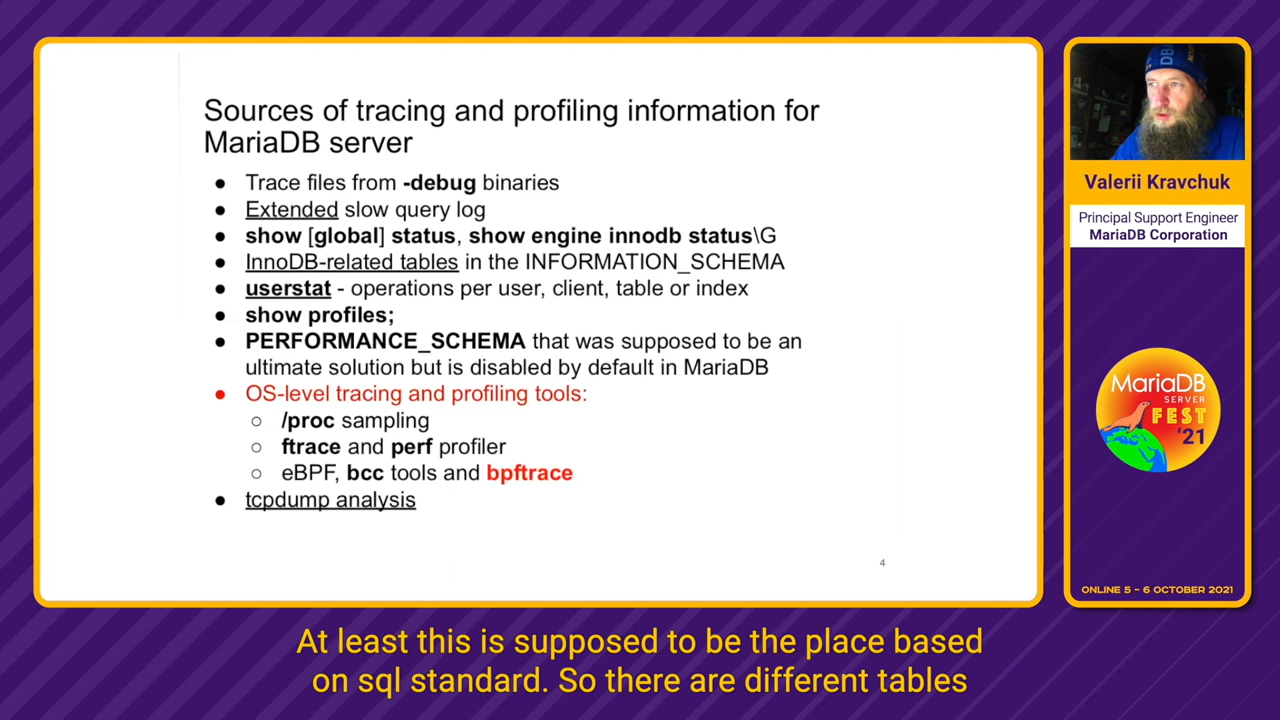 Sources of tracing and profiling information for
MariaDB server
● Trace files from -debug binaries
● Extended slow query log
● show [global] status, show engine innodb status\G
● InnoDB-related tables in the INFORMATION_SCHEMA
● userstat - operations per user, client, table or index
● show profiles;
● PERFORMANCE_SCHEMA that was supposed to be an
ultimate solution but is disabled by default in MariaDB
● OS-level tracing and profiling tools:
○ /proc sampling
○ ftrace and perf profiler
○ eBPF, bcc tools and bpftrace
● tcpdump analysis
4
Valerii Kravchuk
Principal Support Engineer
MariaDB Corporation
MariaDB
SERVER
FEST
'21
ONLINE 5 - 6 OCTOBER 2021
At least this is supposed to be the place based
on sql standard. So there are different tables